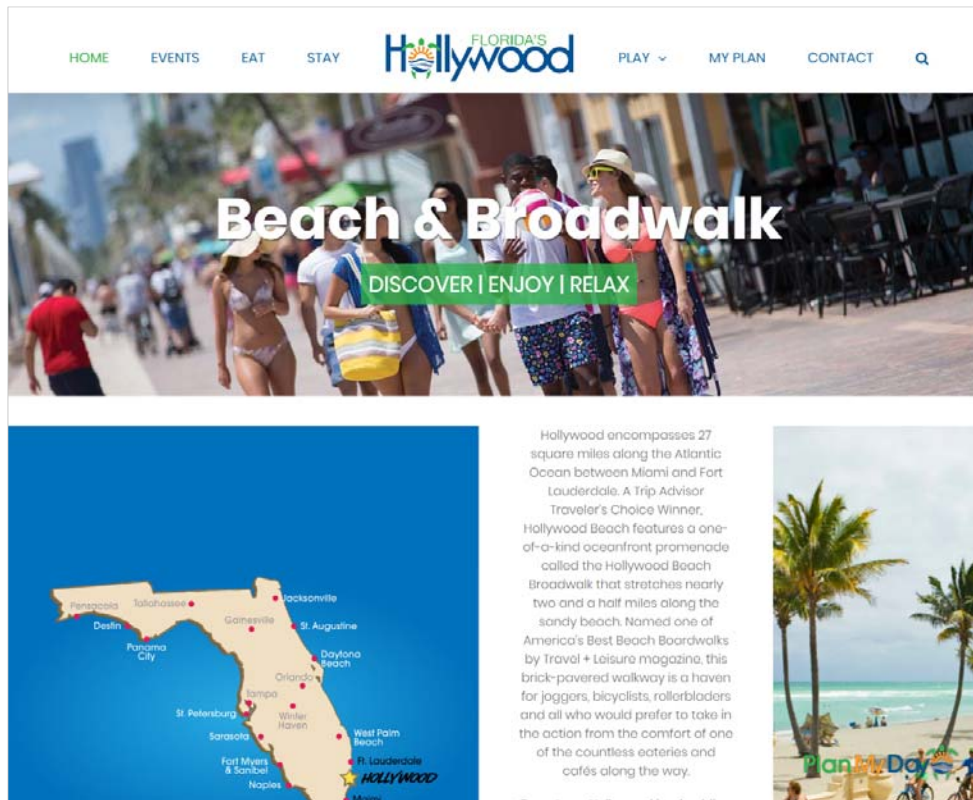 HOME
EVENTS
EAT
STAY
FLORIDA'S
Hollywood
PLAY
MY PLAN
CONTACT
Beach & Broadwalk
DISCOVER | ENJOY | RELAX
Pensacola
Tallahassee
Jacksonville
Destin
Gainesville
St. Augustine
Panama
City
Daytona
Beach
Orlando
Tampa
St. Petersburg
Winter
Haven
Sarasota
West Palm
Beach
Fort Myers
& Sanibel
Ft. Lauderdale
HOLLYWOOD
Naples
Hollywood encompasses 27
square miles along the Atlantic
Ocean between Miami and Fort
Lauderdale. A Trip Advisor
Traveler's Choice Winner,
Hollywood Beach features a one-
of-a-kind oceanfront promenade
called the Hollywood Beach
Broadwalk that stretches nearly
two and a half miles along the
sandy beach. Named one of
America's Best Beach Boardwalks
by Travel + Leisure magazine, this
brick-pavered walkway is a haven
for joggers, bicyclists, rollerbladers
and all who would prefer to take in
the action from the comfort of one
of the countless eateries and
cafés along the way.
Plan My Day